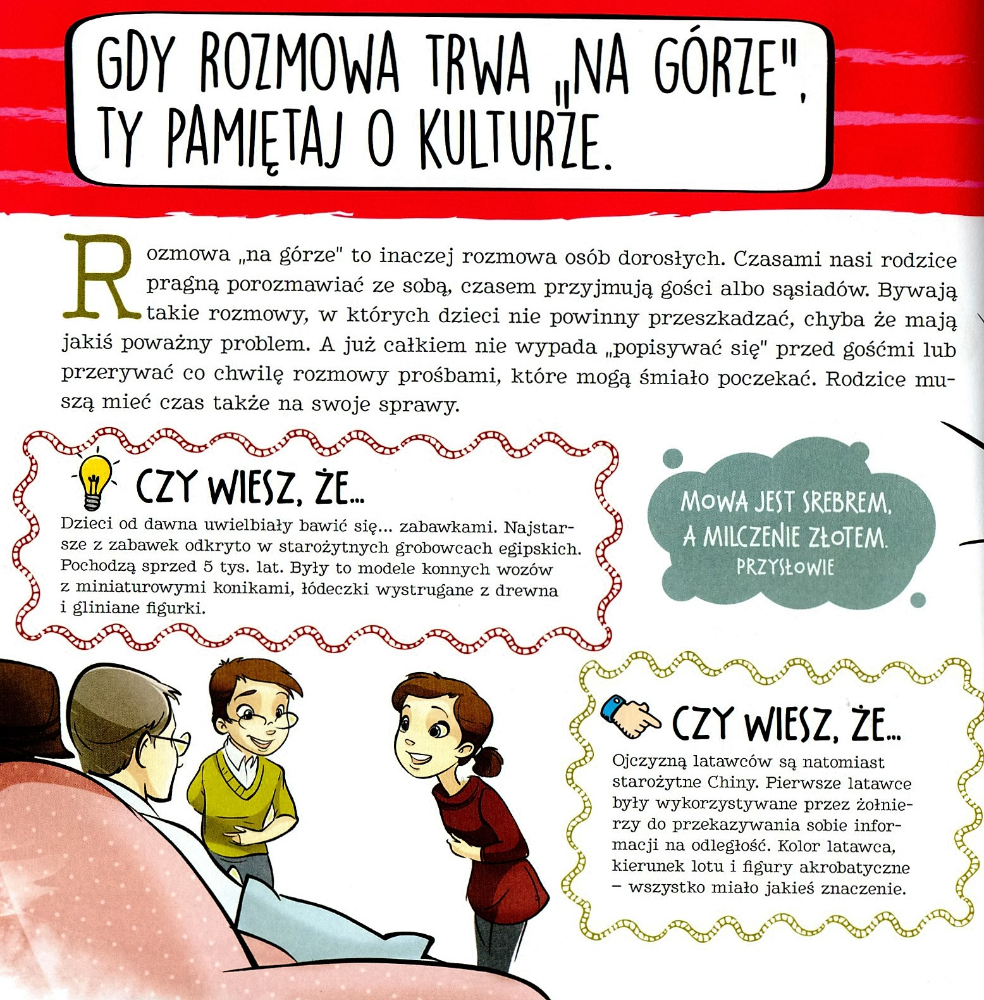 GDY ROZMOWA TRWA „NA GÓRZE",
TY PAMIĘTAJ O KULTURZE.
Rozmowa „na górze" to inaczej rozmowa osób dorosłych. Czasami nasi rodzice
pragną porozmawiać ze sobą, czasem przyjmują gości albo sąsiadów. Bywają
takie rozmowy, w których dzieci nie powinny przeszkadzać, chyba że mają
jakiś poważny problem. A już całkiem nie wypada „popisywać się" przed gośćmi lub
przerywać co chwilę rozmowy prośbami, które mogą śmiało poczekać. Rodzice mu-
szą mieć czas także na swoje sprawy.
CZY WIESZ, ŻE...
Dzieci od dawna uwielbiały bawić się... zabawkami. Najstar-
sze z zabawek odkryto w starożytnych grobowcach egipskich.
Pochodzą sprzed 5 tys. lat. Były to modele konnych wozów
z miniaturowymi konikami, łódeczki wystrugane z drewna
i gliniane figurki.
MOWA JEST SREBREM,
A MILCZENIE ZŁOTEM.
PRZYSŁOWIE
CZY WIESZ, ŻE...
Ojczyzną latawców są natomiast
starożytne Chiny. Pierwsze latawce
były wykorzystywane przez żołnie-
rzy do przekazywania sobie infor-
macji na odległość. Kolor latawca,
kierunek lotu i figury akrobatyczne
– wszystko miało jakieś znaczenie.